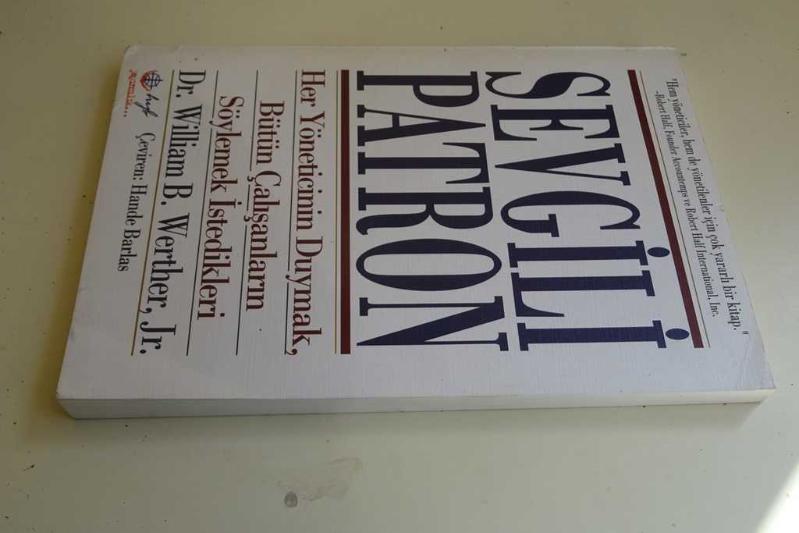 "Hem yöneticiler, hem de yönetilenler için çok yararlı bir kitap."
–Robert Half, Founder Accountemps ve Robert Half International, Inc.
SEVGİLİ
PATRON
Her Yöneticinin Duymak,
Bütün Çalışanların
Söylemek İstedikleri
Dr. William B. Werther, Jr.
Çeviren: Hande Barlas